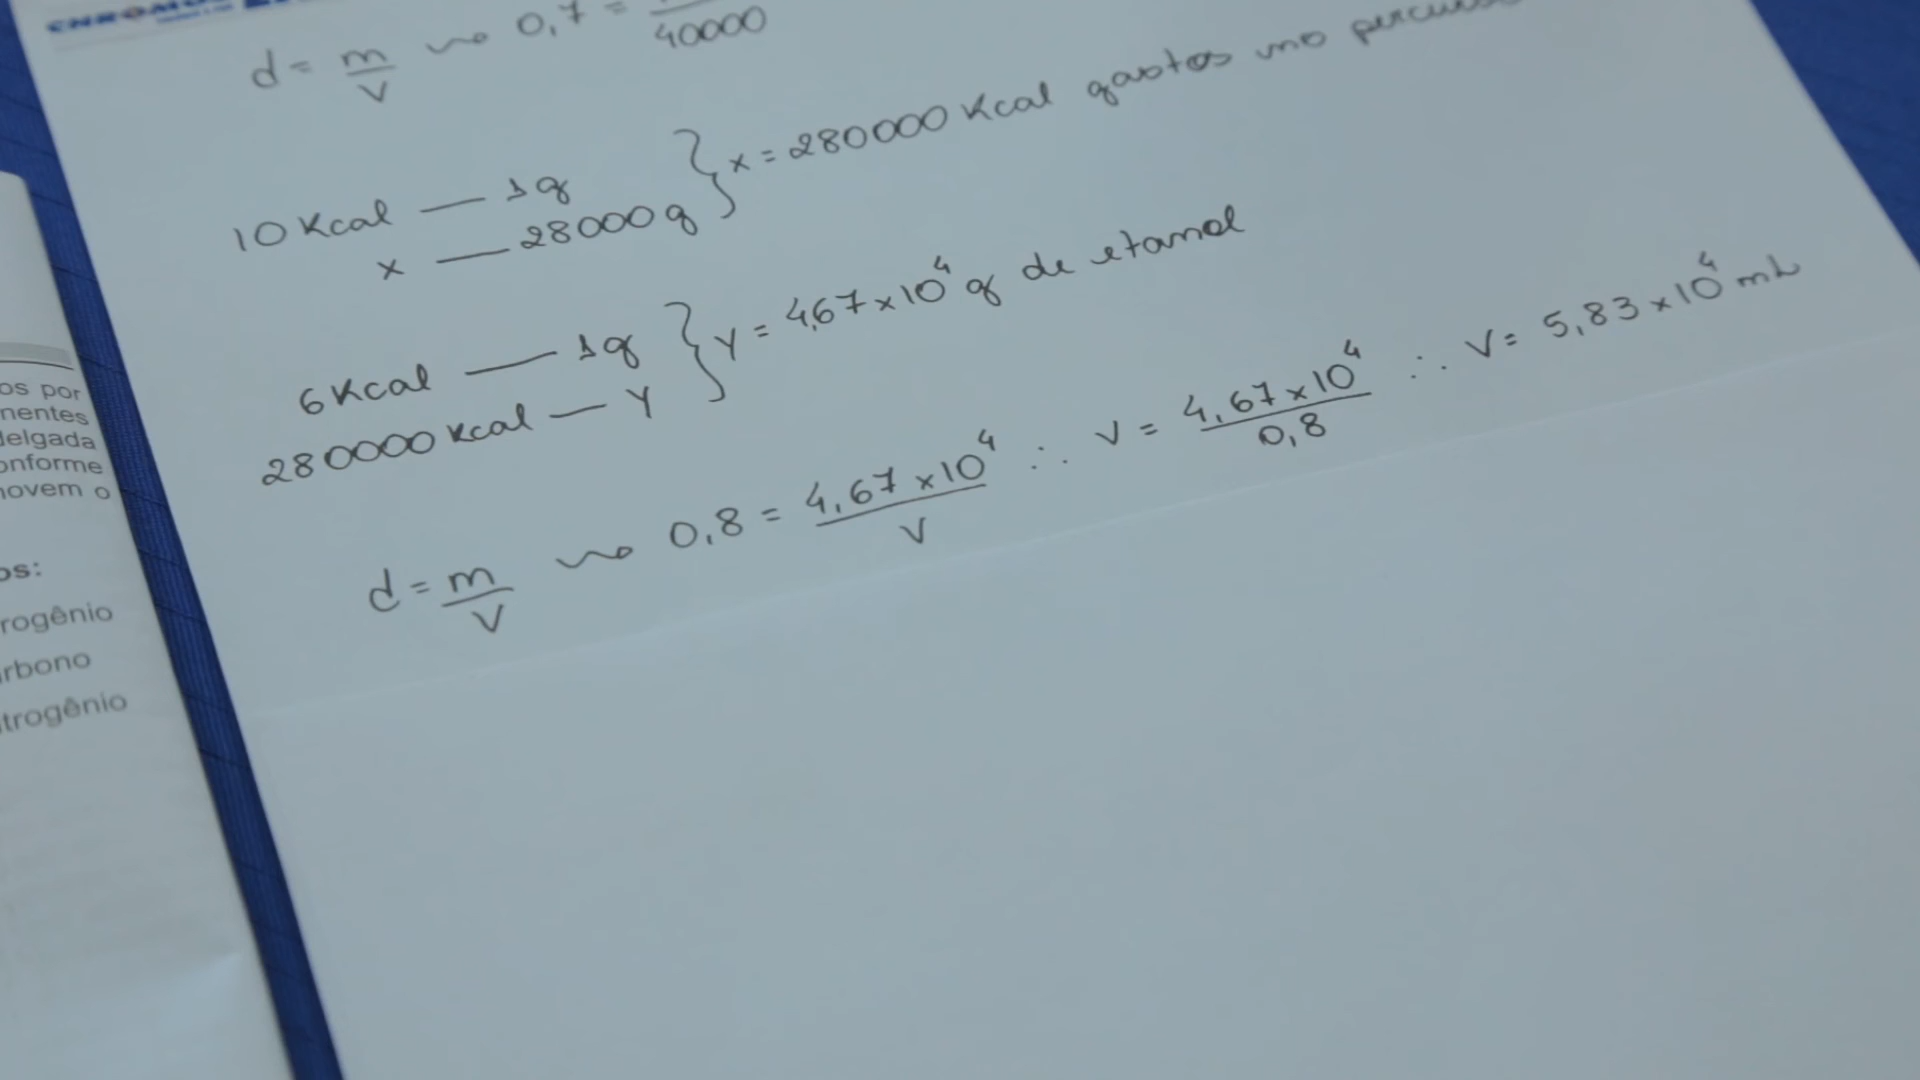 d = m/V ~> 0,7 = /40000
10 Kcal — 1g
x — 28000g } x = 280000 Kcal gastos no
6 Kcal — 1g
280000 Kcal — Y } Y = 4,67 x 10⁴ g de etanol
d = m/V ~> 0,8 = 4,67 x 10⁴/V ∴ V = 4,67 x 10⁴/0,8 ∴ V = 5,83 x 10⁴ mL
os por
nentes
delgada
onforme
novem o
os:
rogênio
rbono
trogênio